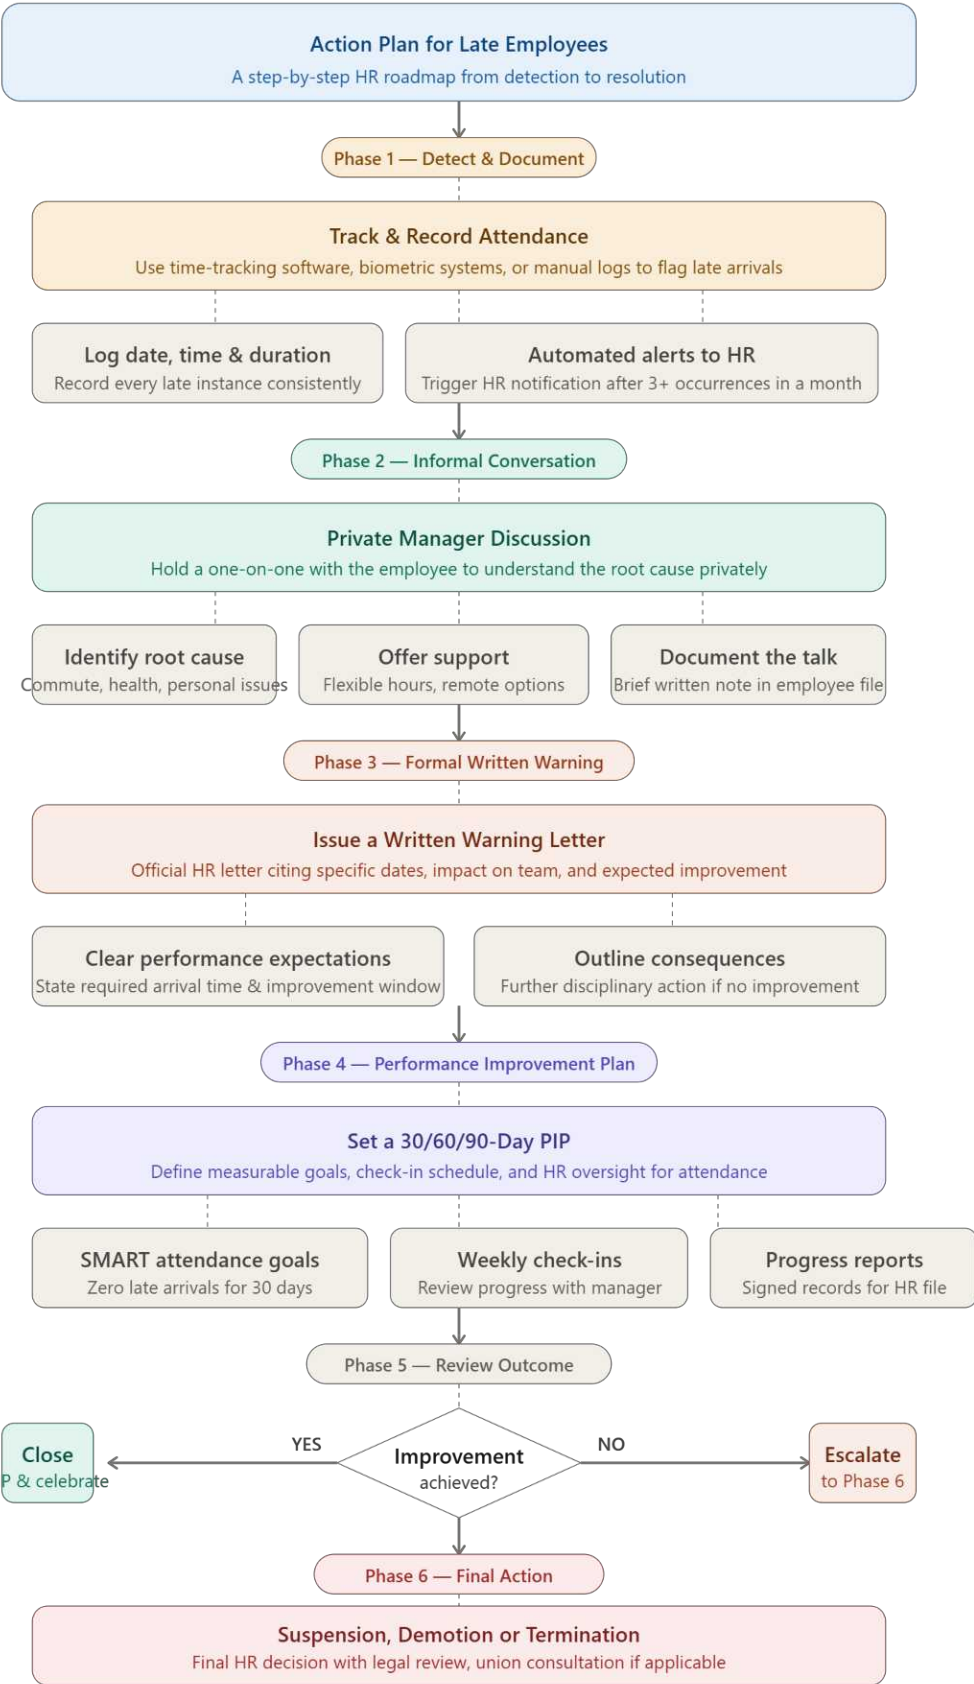 Action Plan for Late Employees
A step-by-step HR roadmap from detection to resolution
Phase 1 — Detect & Document
Track & Record Attendance
Use time-tracking software, biometric systems, or manual logs to flag late arrivals
Log date, time & duration
Record every late instance consistently
Automated alerts to HR
Trigger HR notification after 3+ occurrences in a month
Phase 2 — Informal Conversation
Private Manager Discussion
Hold a one-on-one with the employee to understand the root cause privately
Identify root cause
Commute, health, personal issues
Offer support
Flexible hours, remote options
Document the talk
Brief written note in employee file
Phase 3 — Formal Written Warning
Issue a Written Warning Letter
Official HR letter citing specific dates, impact on team, and expected improvement
Clear performance expectations
State required arrival time & improvement window
Outline consequences
Further disciplinary action if no improvement
Phase 4 — Performance Improvement Plan
Set a 30/60/90-Day PIP
Define measurable goals, check-in schedule, and HR oversight for attendance
SMART attendance goals
Zero late arrivals for 30 days
Weekly check-ins
Review progress with manager
Progress reports
Signed records for HR file
Phase 5 — Review Outcome
Improvement
achieved?
YES
NO
Close
P & celebrate
Escalate
to Phase 6
Phase 6 — Final Action
Suspension, Demotion or Termination
Final HR decision with legal review, union consultation if applicable